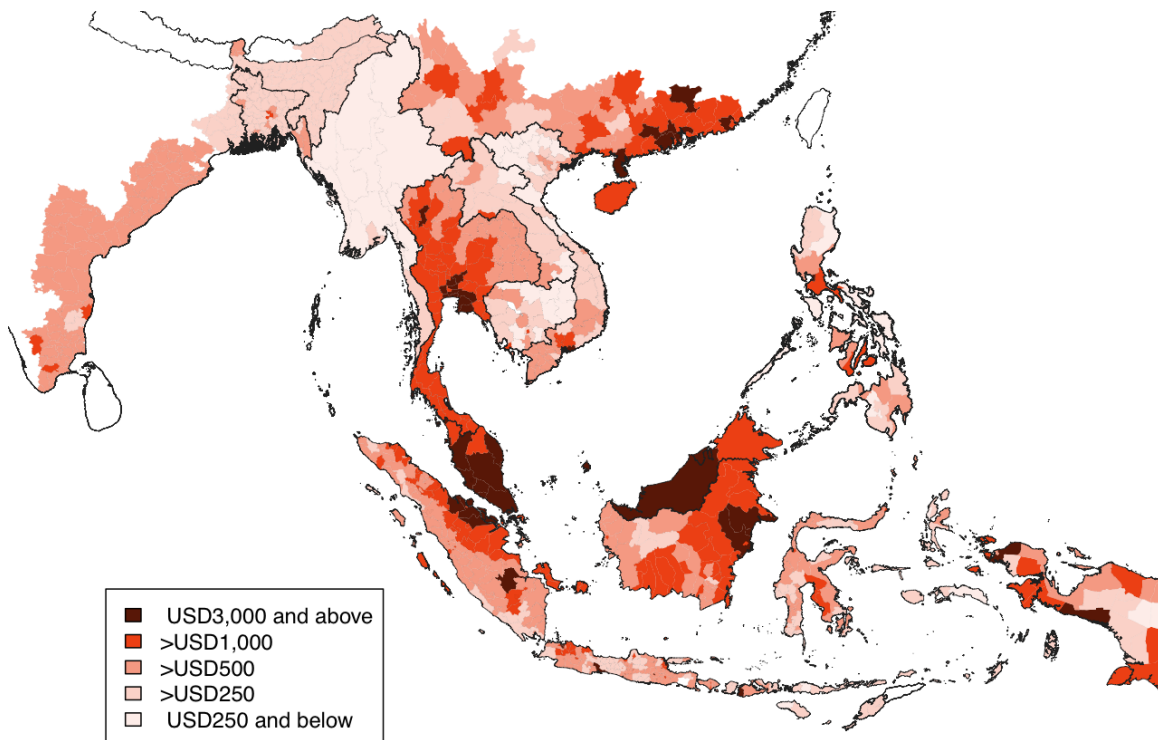 USD3,000 and above
>USD1,000
>USD500
>USD250
USD250 and below